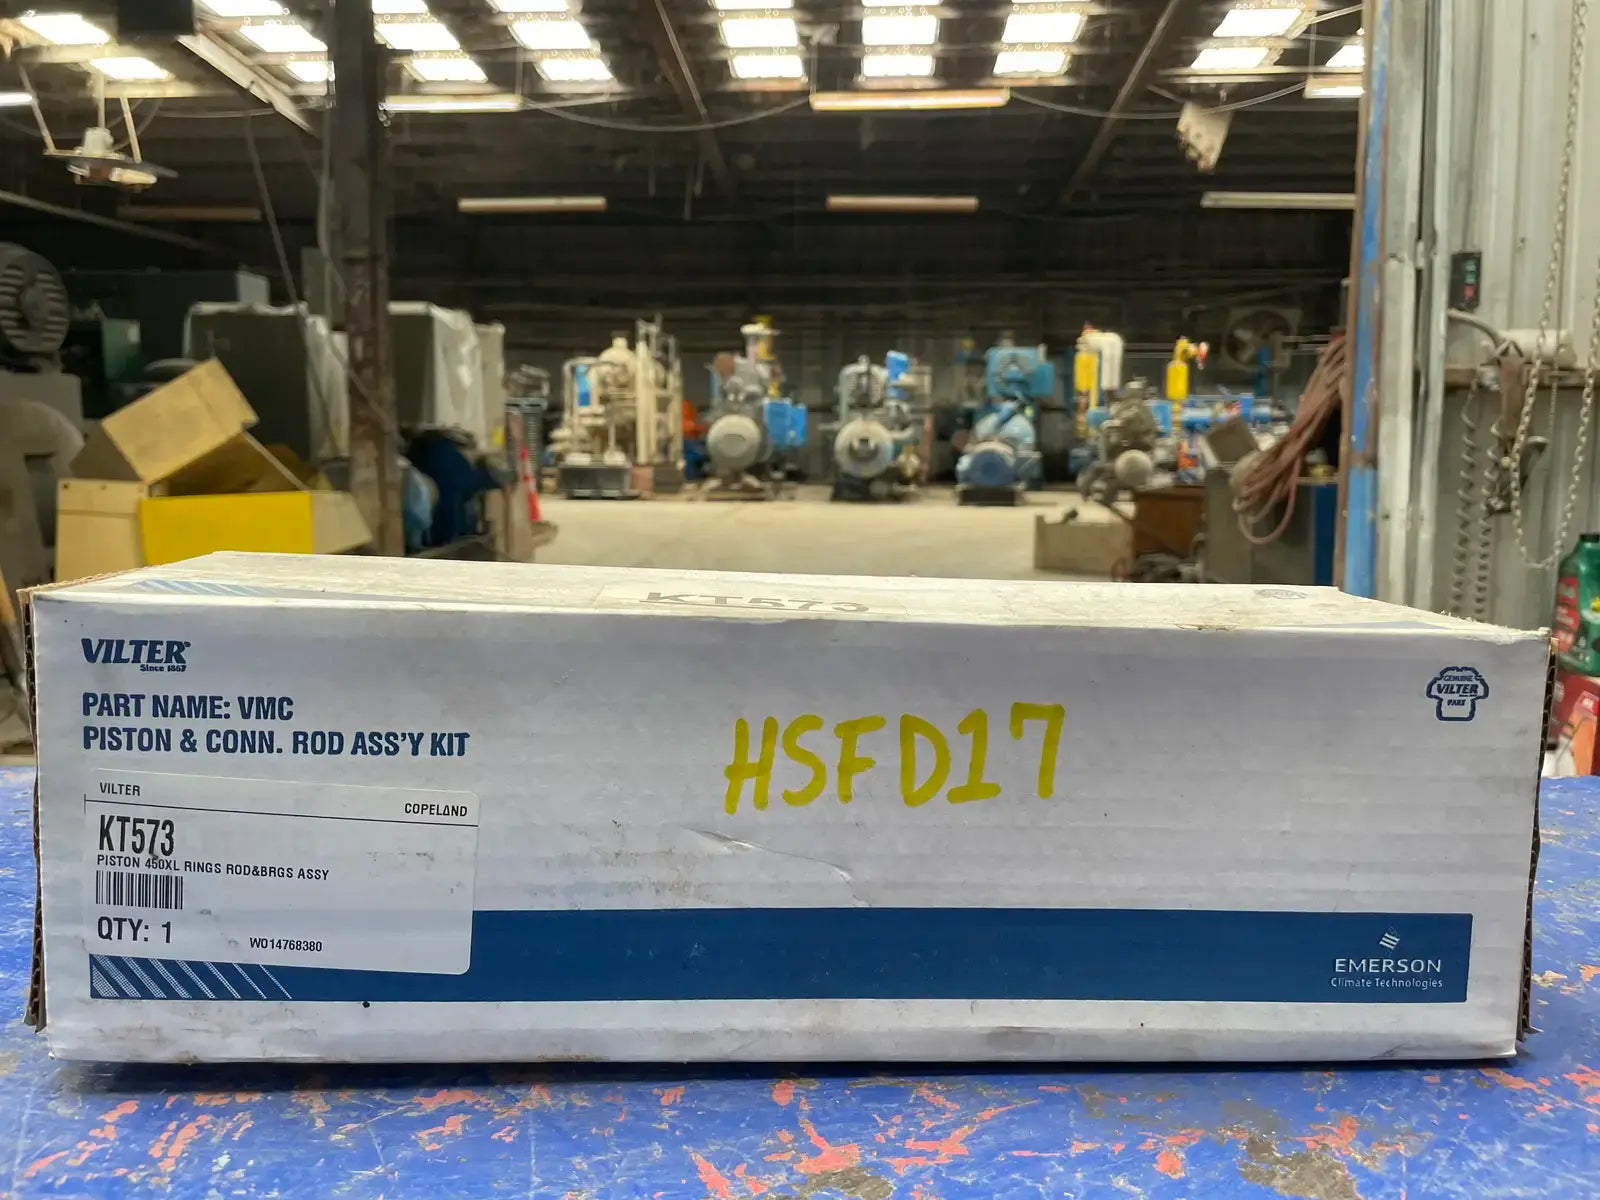 KT573
VILTER
Since 1867
PART NAME: VMC
PISTON & CONN. ROD ASS'Y KIT
HSFD17
GENUINE
VILTER
PART
VILTER
COPELAND
KT573
PISTON 450XL RINGS ROD&BRGS ASSY
QTY: 1
WO14768380
EMERSON
Climate Technologies